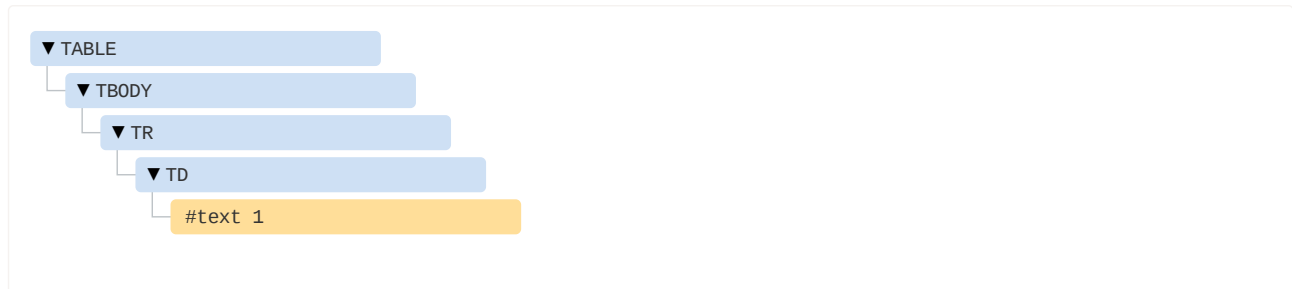 ▼ TABLE
▼ TBODY
▼ TR
▼ TD
#text 1